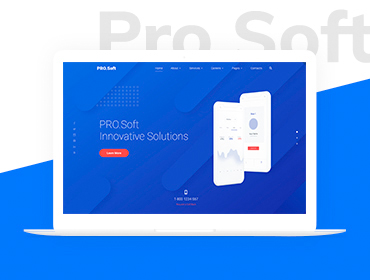 Pro.Soft
PRO.Soft
Home About Services Careers Pages Contacts
PRO.Soft
Innovative Solutions
Learn More
1 800 1234 567